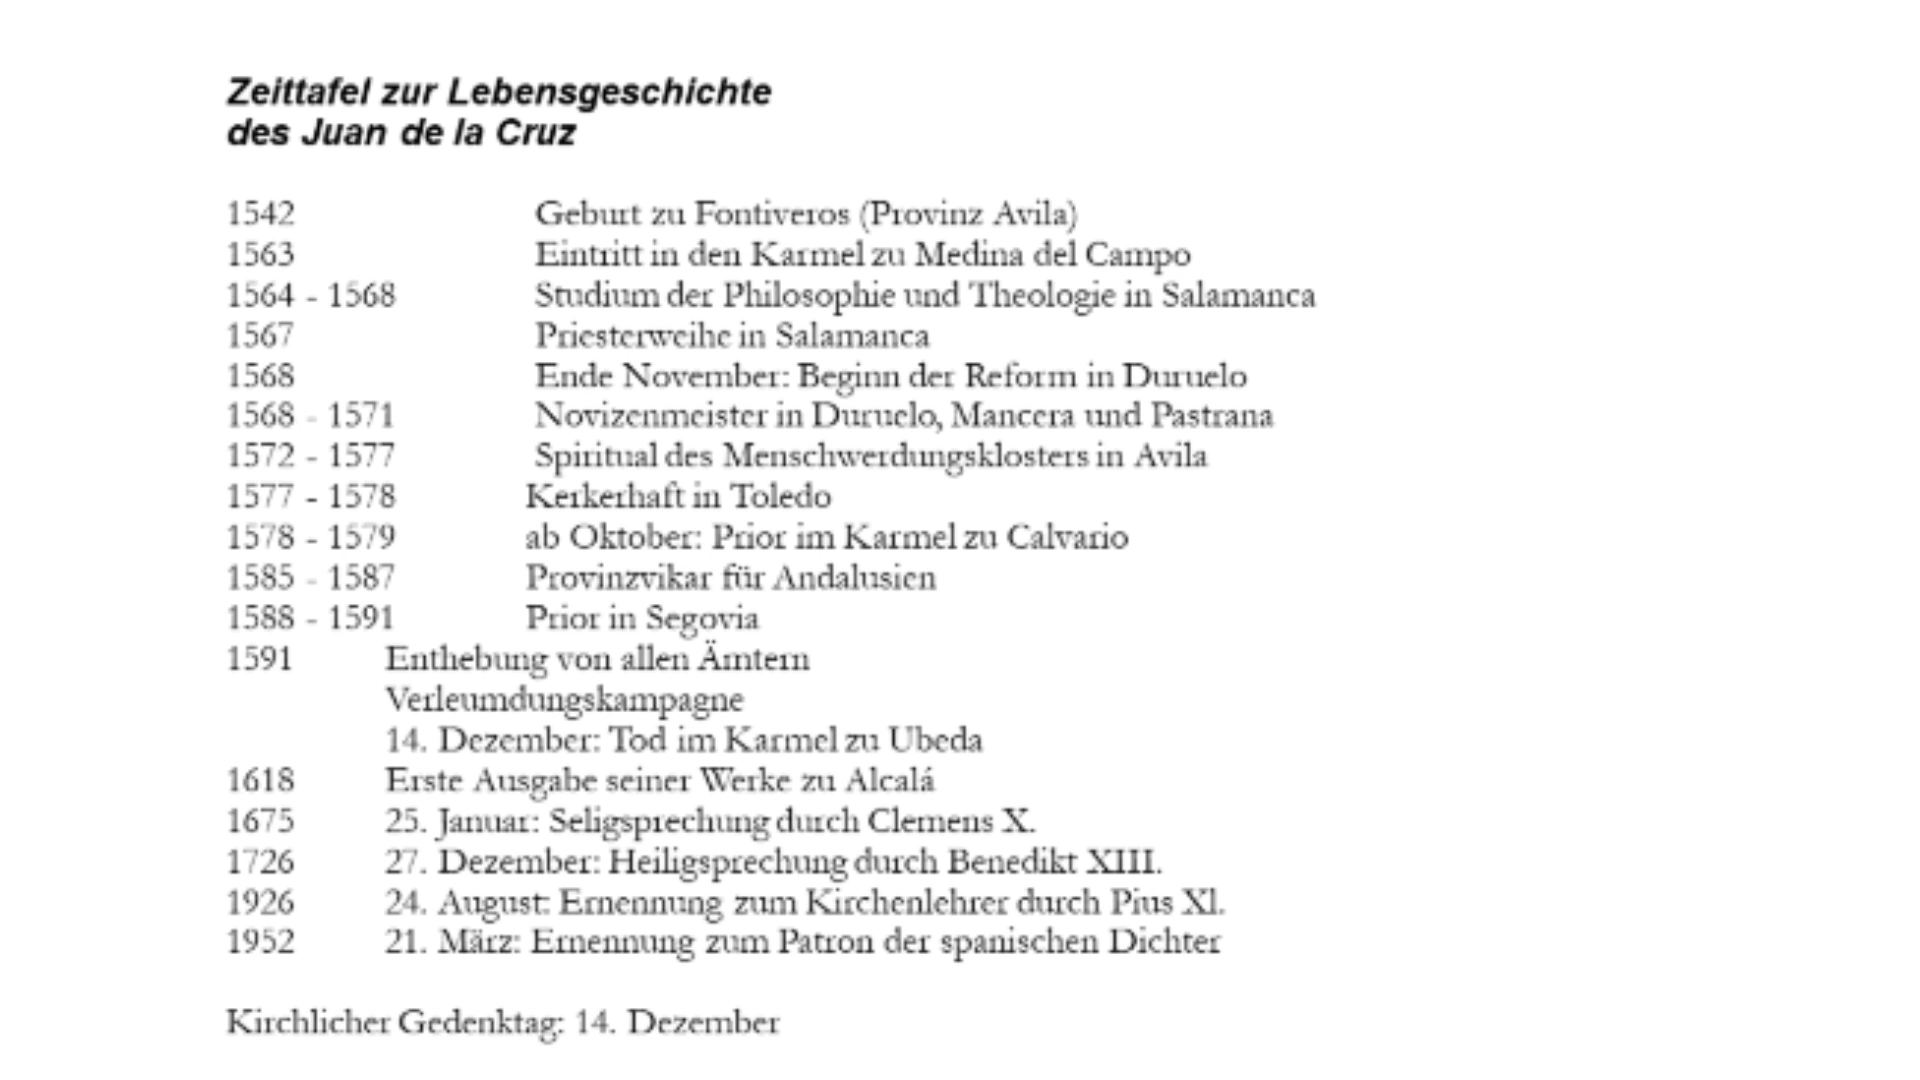 Zeittafel zur Lebensgeschichte
des Juan de la Cruz
1542 Geburt zu Fontiveros (Provinz Avila)
1563 Eintritt in den Karmel zu Medina del Campo
1564 - 1568 Studium der Philosophie und Theologie in Salamanca
1567 Priesterweihe in Salamanca
1568 Ende November: Beginn der Reform in Duruelo
1568 - 1571 Novizenmeister in Duruelo, Mancera und Pastrana
1572 - 1577 Spiritual des Menschwerdungsklosters in Avila
1577 - 1578 Kerkerhaft in Toledo
1578 - 1579 ab Oktober: Prior im Karmel zu Calvario
1585 - 1587 Provinzvikar für Andalusien
1588 - 1591 Prior in Segovia
1591 Enthebung von allen Ämtern
Verleumdungskampagne
14. Dezember: Tod im Karmel zu Ubeda
1618 Erste Ausgabe seiner Werke zu Alcalá
1675 25. Januar: Seligsprechung durch Clemens X.
1726 27. Dezember: Heiligsprechung durch Benedikt XIII.
1926 24. August: Ernennung zum Kirchenlehrer durch Pius Xl.
1952 21. März: Ernennung zum Patron der spanischen Dichter
Kirchlicher Gedenktag: 14. Dezember